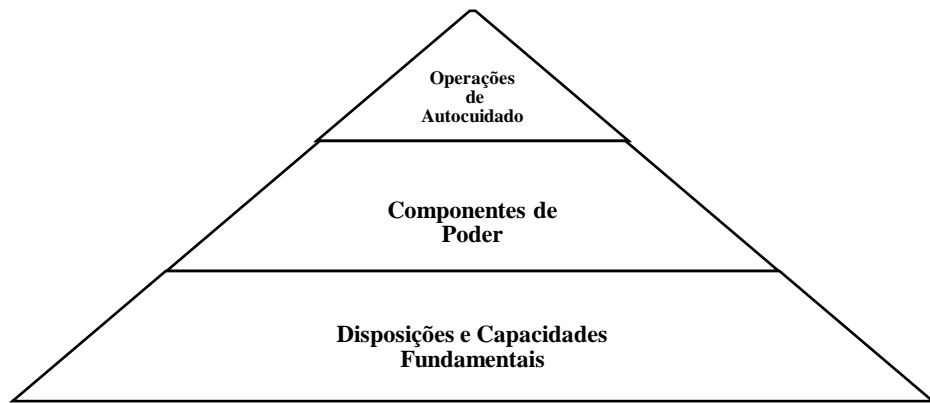 Operações
de
Autocuidado
Componentes de
Poder
Disposições e Capacidades
Fundamentais